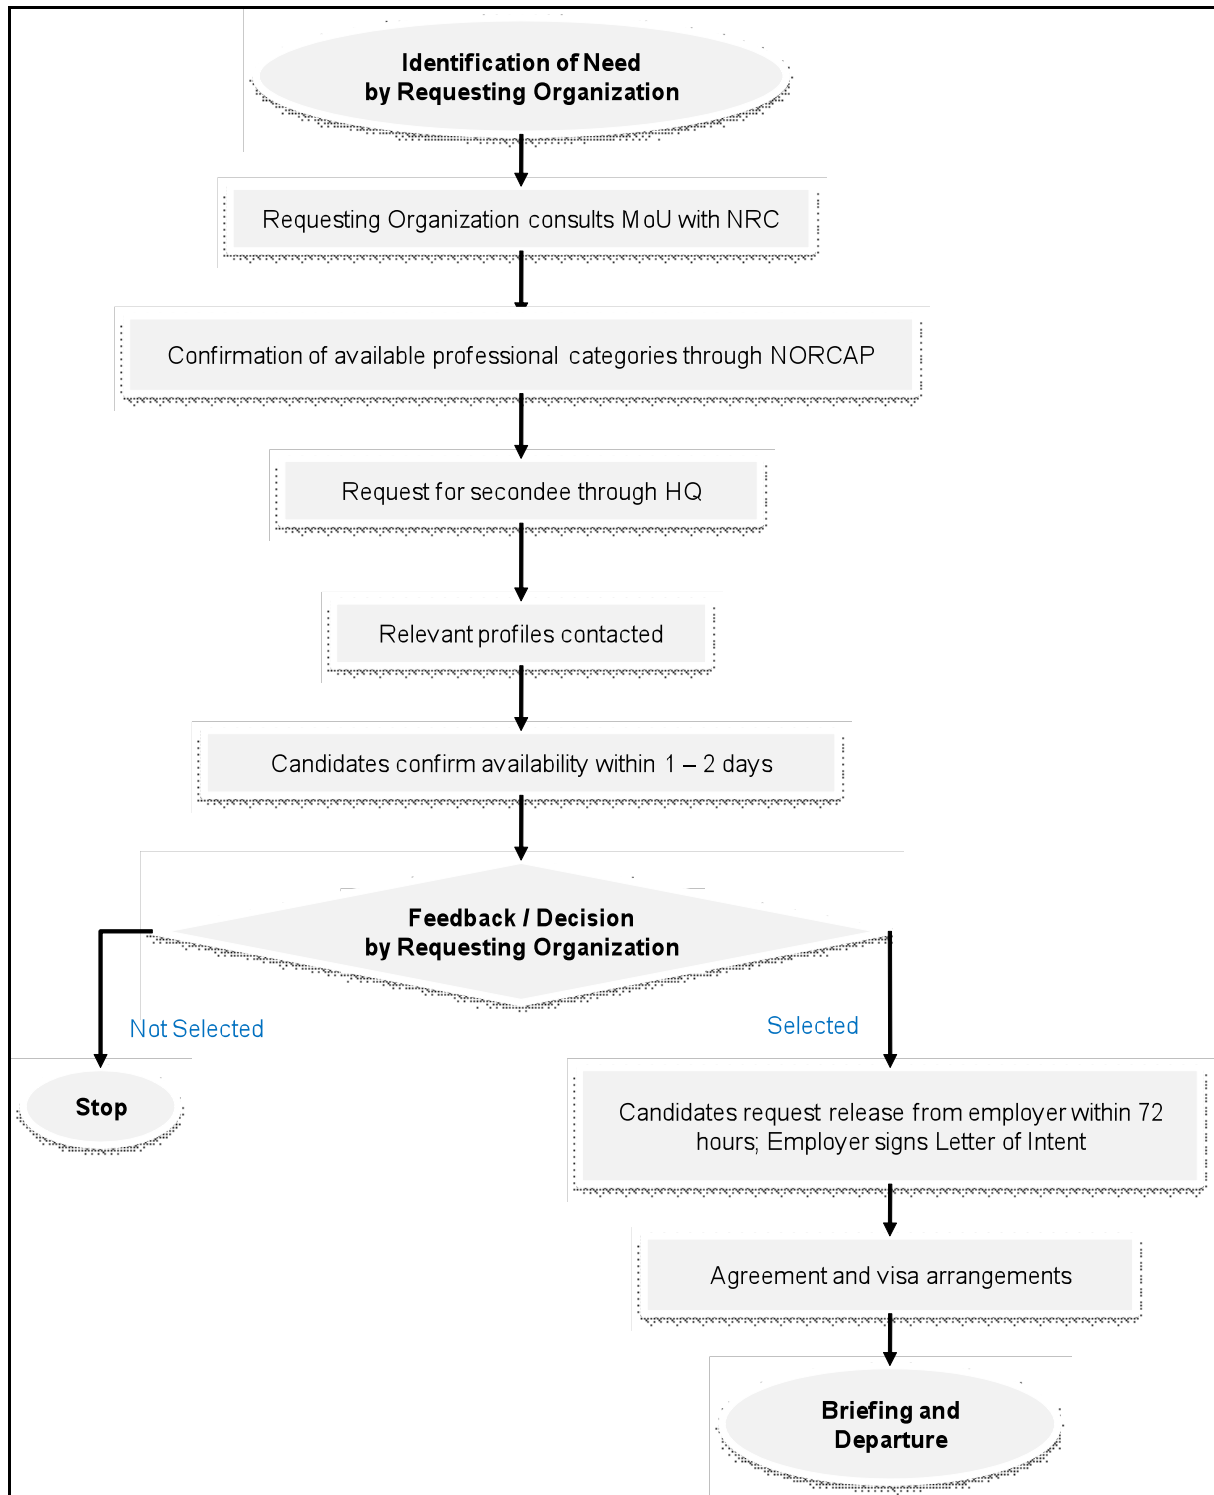 Identification of Need
by Requesting Organization
Requesting Organization consults MoU with NRC
Confirmation of available professional categories through NORCAP
Request for secondee through HQ
Relevant profiles contacted
Candidates confirm availability within 1 – 2 days
Feedback / Decision
by Requesting Organization
Not Selected
Selected
Stop
Candidates request release from employer within 72
hours; Employer signs Letter of Intent
Agreement and visa arrangements
Briefing and
Departure